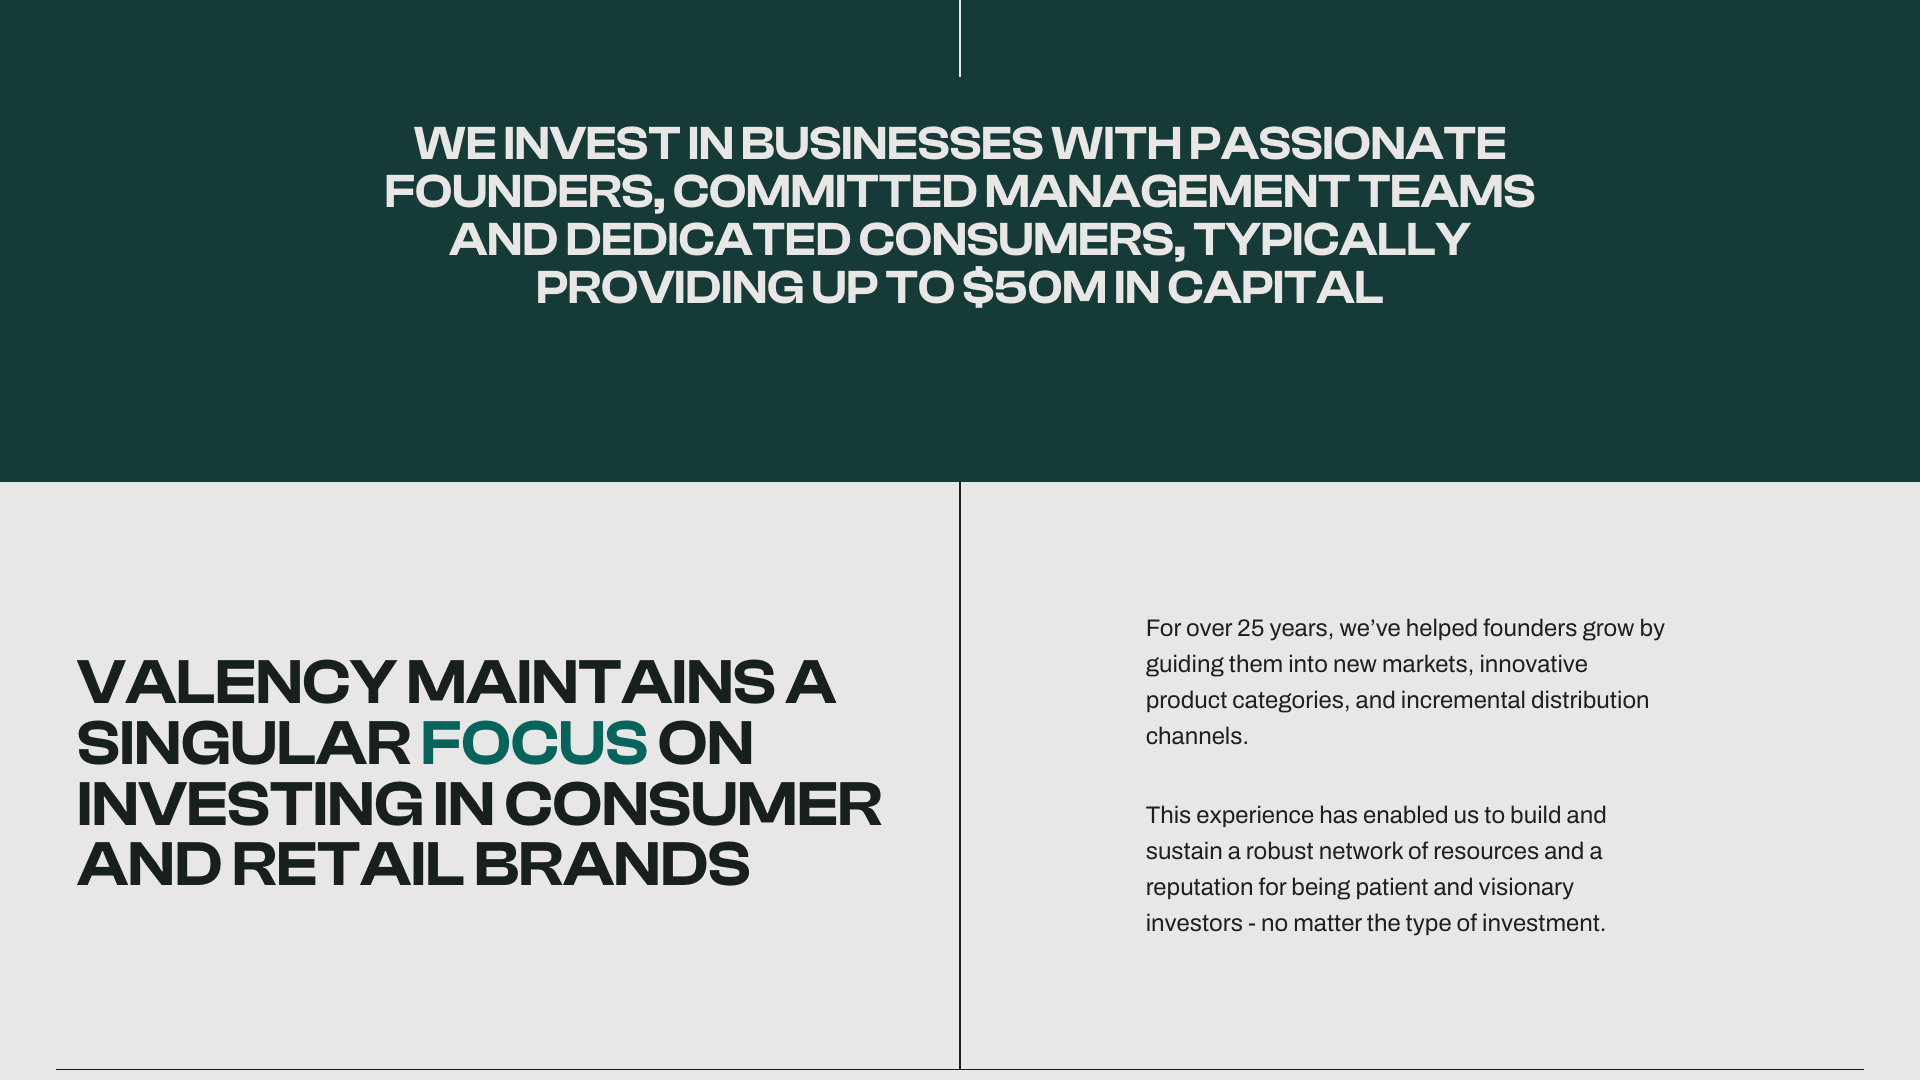 WE INVEST IN BUSINESSES WITH PASSIONATE
FOUNDERS, COMMITTED MANAGEMENT TEAMS
AND DEDICATED CONSUMERS, TYPICALLY
PROVIDING UP TO $50M IN CAPITAL
VALENCY MAINTAINS A
SINGULAR FOCUS ON
INVESTING IN CONSUMER
AND RETAIL BRANDS
For over 25 years, we’ve helped founders grow by
guiding them into new markets, innovative
product categories, and incremental distribution
channels.
This experience has enabled us to build and
sustain a robust network of resources and a
reputation for being patient and visionary
investors - no matter the type of investment.